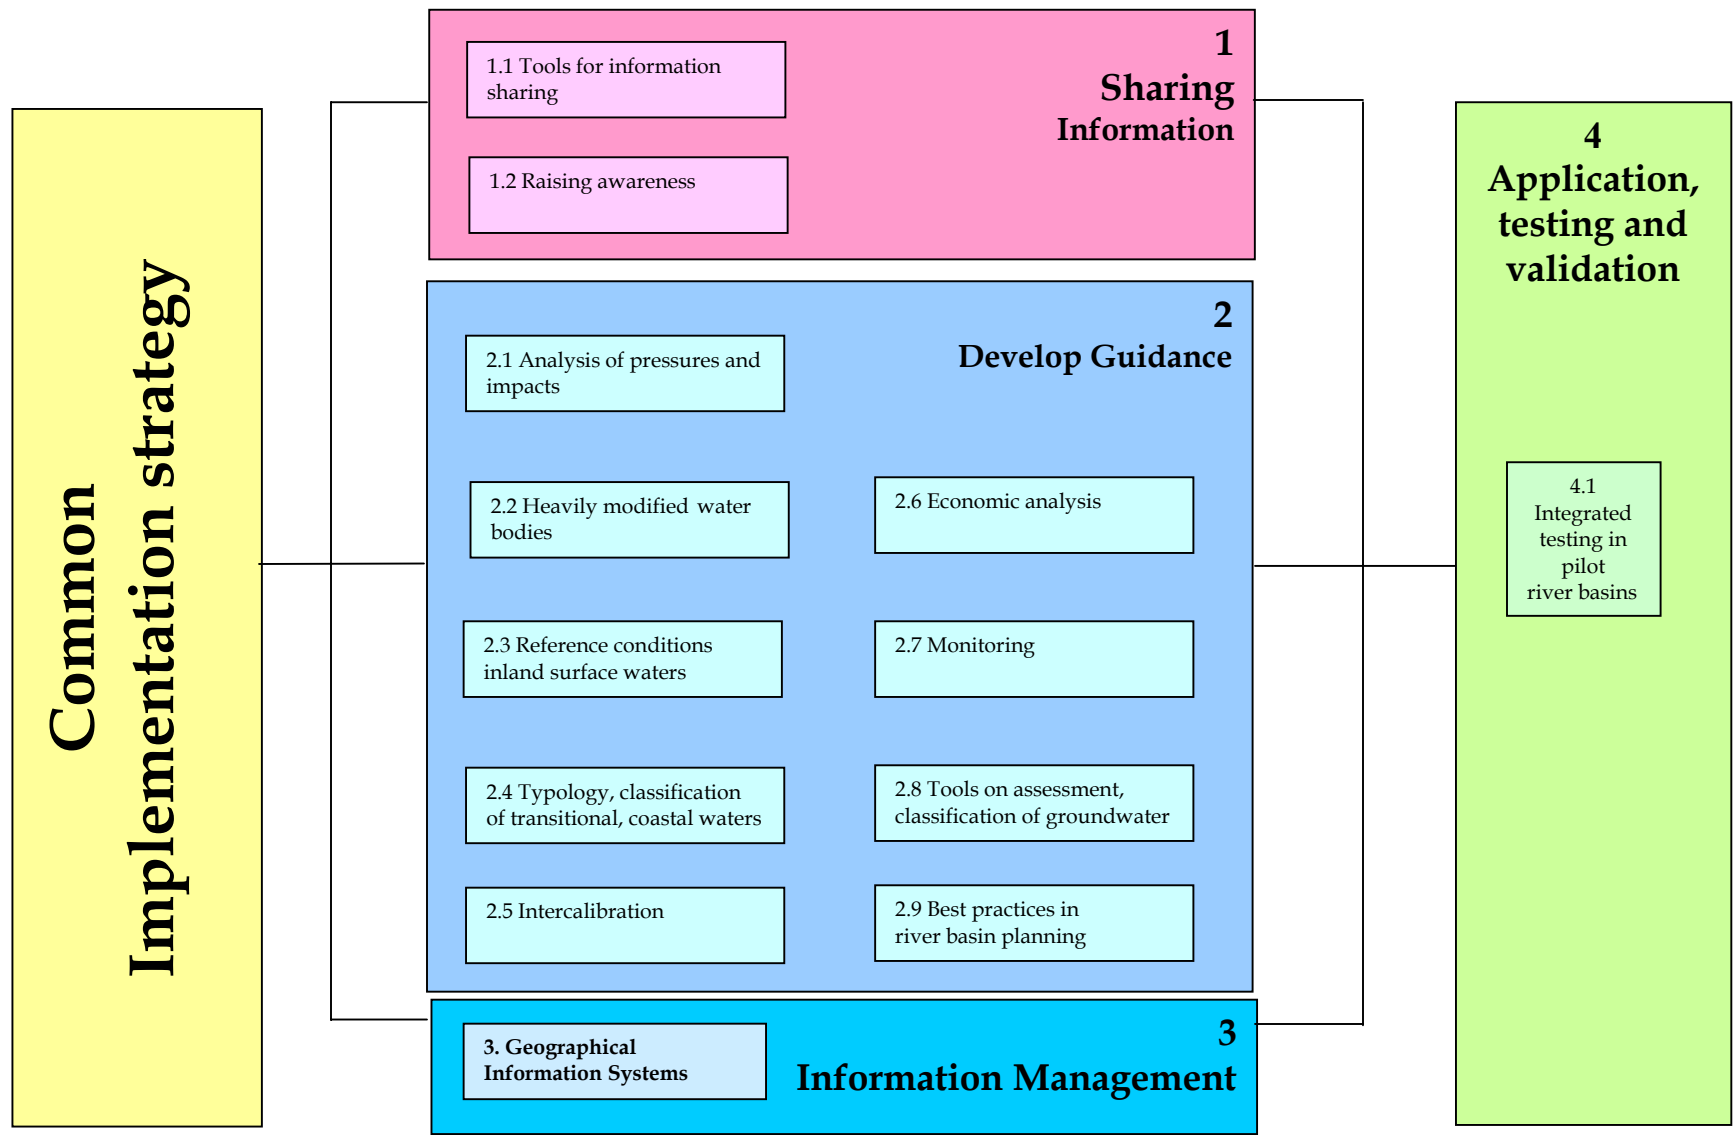 Common
Implementation strategy
1
Sharing
Information
1.1 Tools for information
sharing
1.2 Raising awareness
2
Develop Guidance
2.1 Analysis of pressures and
impacts
2.2 Heavily modified water
bodies
2.3 Reference conditions
inland surface waters
2.4 Typology, classification
of transitional, coastal waters
2.5 Intercalibration
2.6 Economic analysis
2.7 Monitoring
2.8 Tools on assessment,
classification of groundwater
2.9 Best practices in
river basin planning
3
Information Management
3. Geographical
Information Systems
4
Application,
testing and
validation
4.1
Integrated
testing in
pilot
river basins